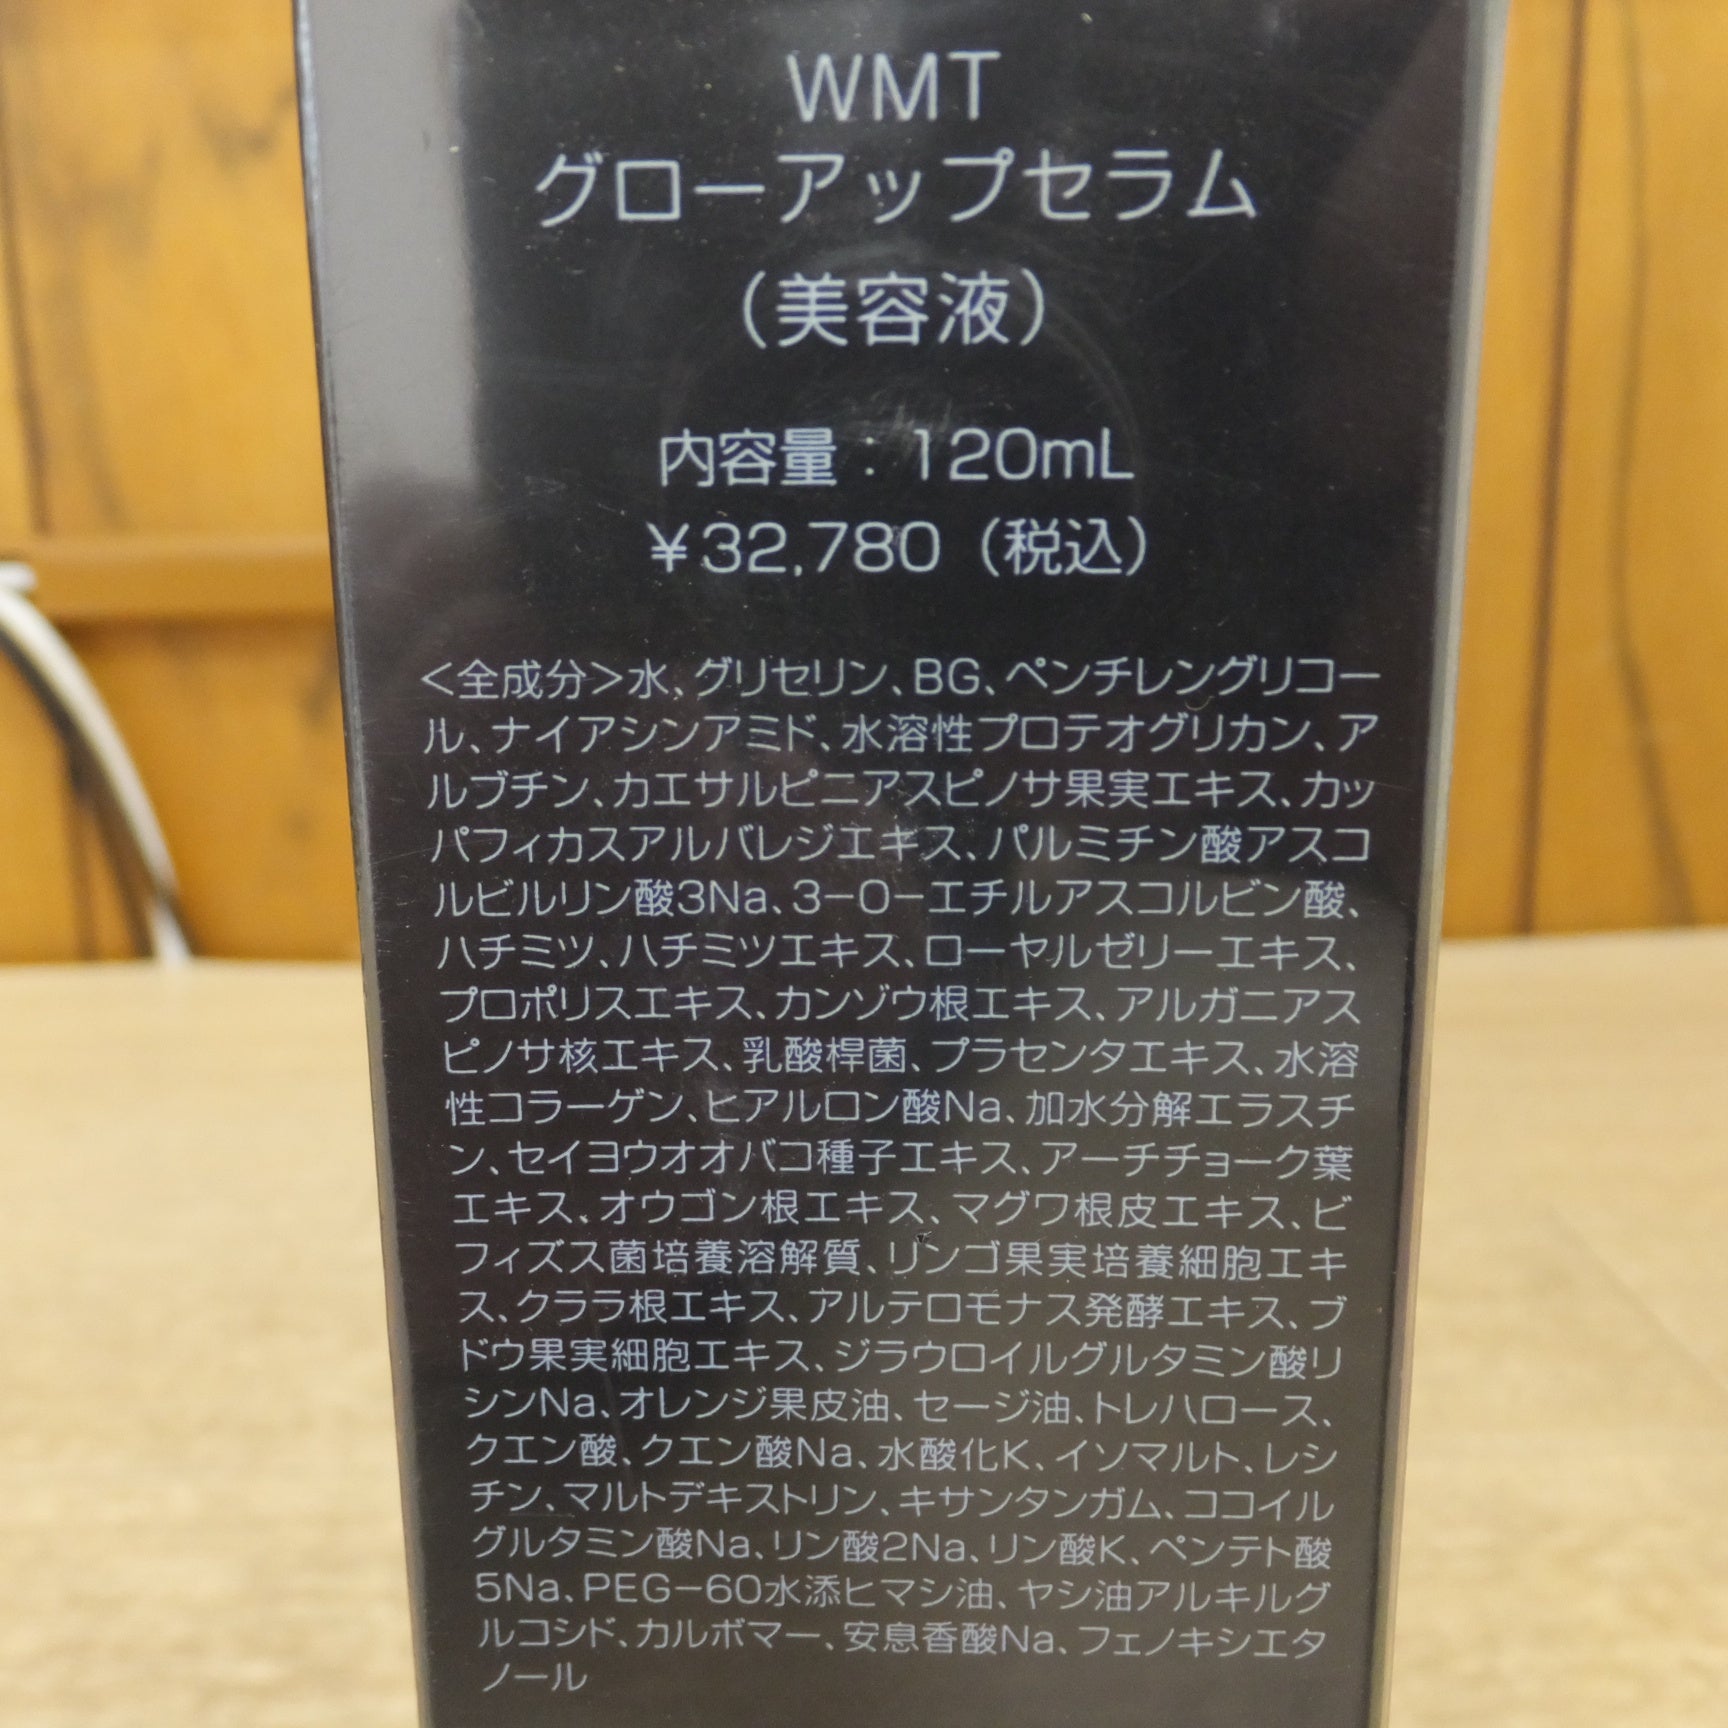 WMT
グローアップセラム
（美容液）
内容量：120mL
￥32,780（税込）
＜全成分＞水、グリセリン、BG、ペンチレングリコー
ル、ナイアシンアミド、水溶性プロテオグリカン、ア
ルブチン、カエサルピニアスピノサ果実エキス、カッ
パフィカスアルバレジエキス、パルミチン酸アスコ
ルビルリン酸3Na、3-O-エチルアスコルビン酸、
ハチミツ、ハチミツエキス、ローヤルゼリーエキス、
プロポリスエキス、カンゾウ根エキス、アルガニアス
ピノサ核エキス、乳酸桿菌、プラセンタエキス、水溶
性コラーゲン、ヒアルロン酸Na、加水分解エラスチ
ン、セイヨウオオバコ種子エキス、アーチチョーク葉
エキス、オウゴン根エキス、マグワ根皮エキス、ビ
フィズス菌培養溶解質、リンゴ果実培養細胞エキ
ス、クララ根エキス、アルテロモナス発酵エキス、ブ
ドウ果実細胞エキス、ジラウロイルグルタミン酸リ
シンNa、オレンジ果皮油、セージ油、トレハロース、
クエン酸、クエン酸Na、水酸化K、イソマルト、レシ
チン、マルトデキストリン、キサンタンガム、ココイル
グルタミン酸Na、リン酸2Na、リン酸K、ペンテト酸
5Na、PEG-60水添ヒマシ油、ヤシ油アルキルグ
ルコシド、カルボマー、安息香酸Na、フェノキシエタ
ノール